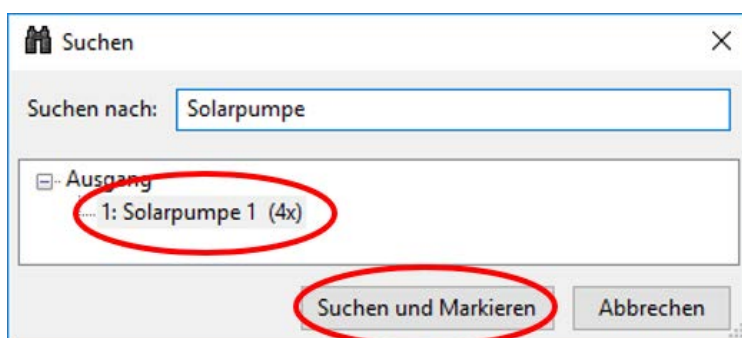 Suchen
Suchen nach: Solarpumpe
Ausgang
1: Solarpumpe 1 (4x)
Suchen und Markieren Abbrechen